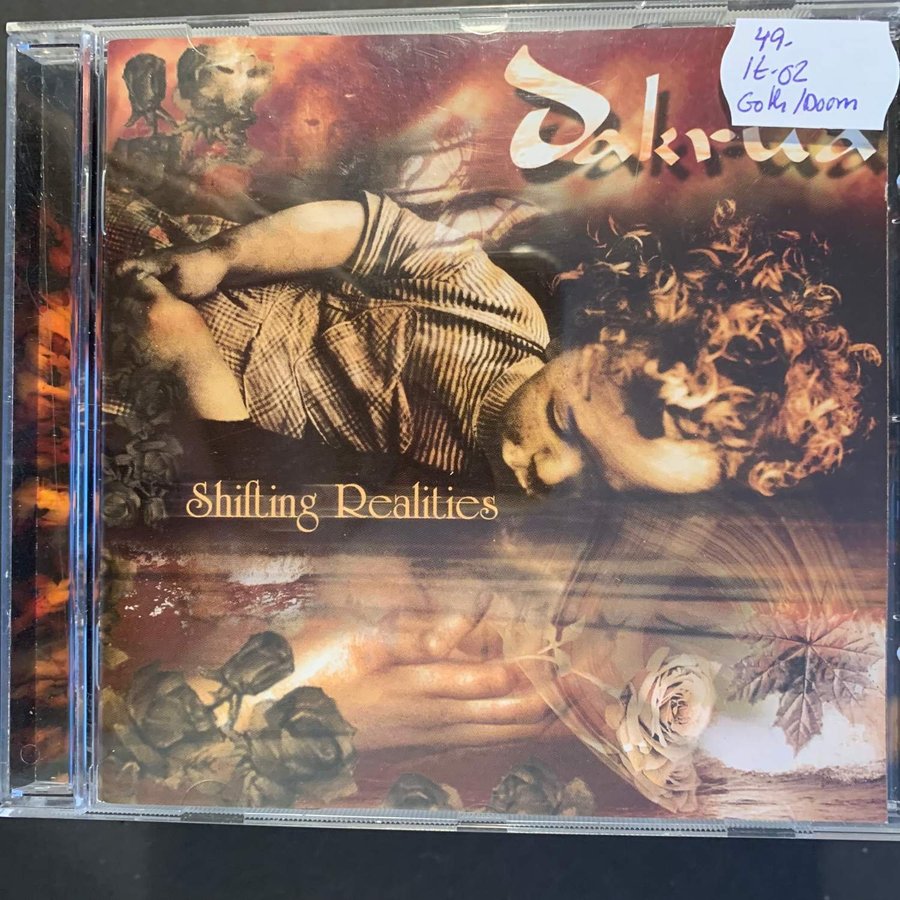 49-
It-02
Goth/Doom
Dakrua
Shifting Realities